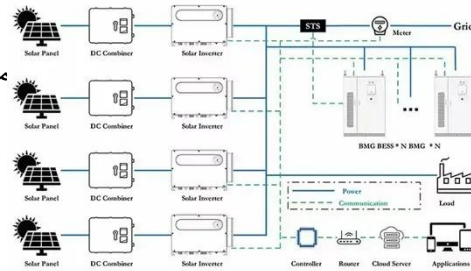 STS
Meter
Grid
Solar Panel
DC Combiner
Solar Inverter
Solar Panel
DC Combiner
Solar Inverter
BMG BESS * N BMG * N
Solar Panel
DC Combiner
Solar Inverter
Power
Communication
Load
Solar Panel
DC Combiner
Solar Inverter
Controller
Router
Cloud Server
Applications